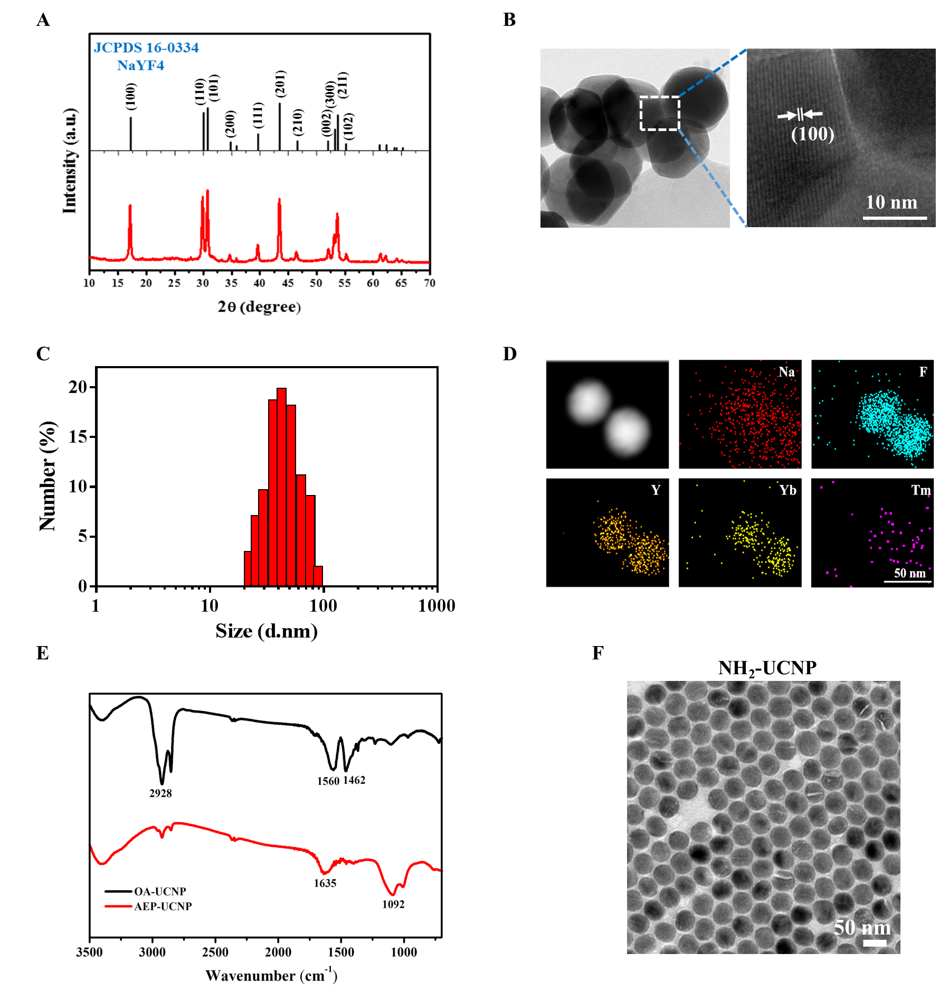 A
JCPDS 16-0334
NaYF4
(100)
(110)
(101)
(200)
(111)
(201)
(210)
(002)
(300)
(211)
(102)
Intensity (a.u.)
10 15 20 25 30 35 40 45 50 55 60 65 70
2θ (degree)
B
(100)
10 nm
C
20
15
10
5
0
Number (%)
1 10 100 1000
Size (d.nm)
D
Na
F
Y
Yb
Tm
50 nm
E
2928
1560 1462
1635
1092
OA-UCNP
AEP-UCNP
3500 3000 2500 2000 1500 1000
Wavenumber (cm⁻¹)
F
NH₂-UCNP
50 nm